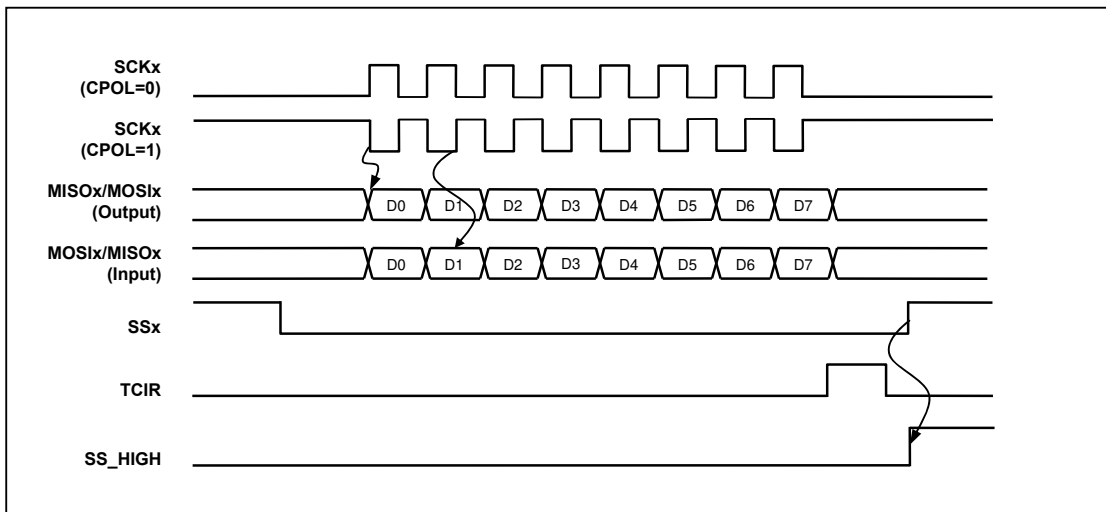 SCKx
(CPOL=0)
SCKx
(CPOL=1)
MISOx/MOSIx
(Output)
D0 D1 D2 D3 D4 D5 D6 D7
MOSIx/MISOx
(Input)
D0 D1 D2 D3 D4 D5 D6 D7
SSx
TCIR
SS_HIGH